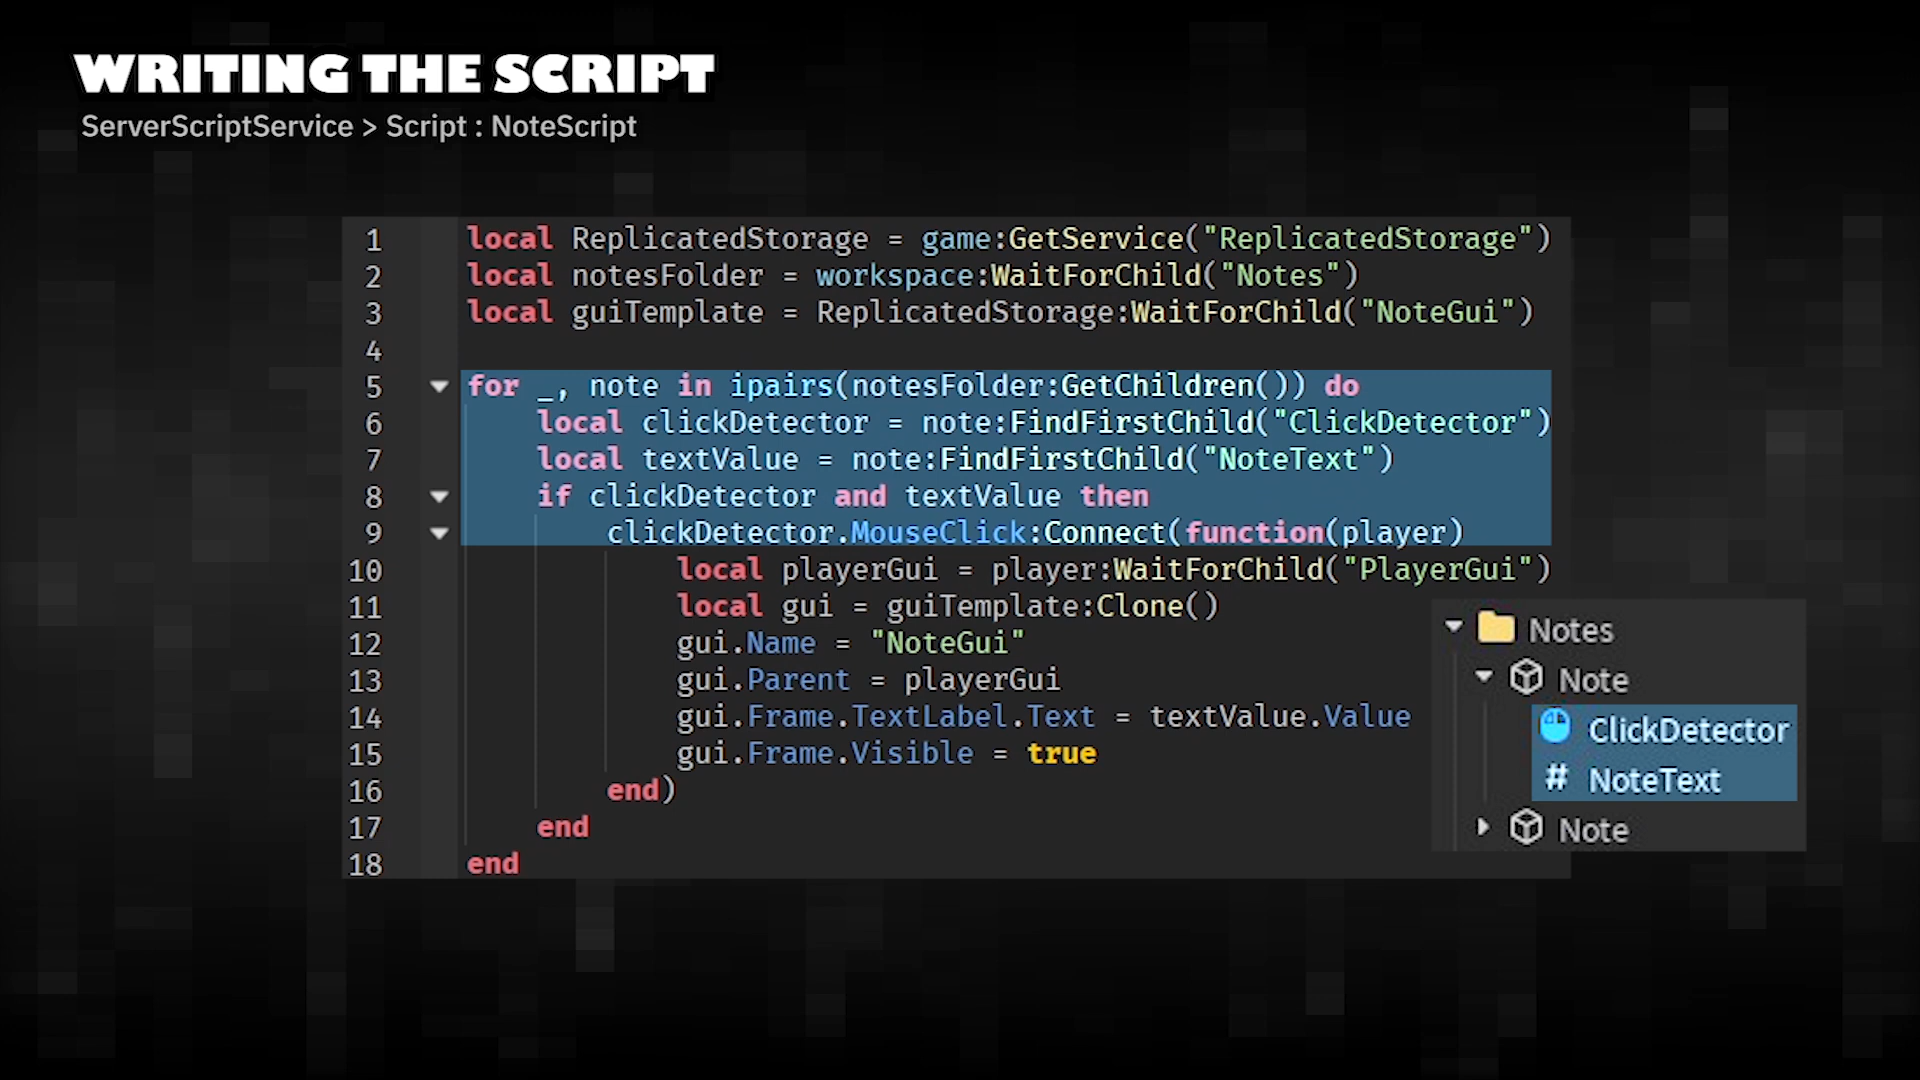 WRITING THE SCRIPT
ServerScriptService > Script : NoteScript
1 local ReplicatedStorage = game:GetService("ReplicatedStorage")
2 local notesFolder = workspace:WaitForChild("Notes")
3 local guiTemplate = ReplicatedStorage:WaitForChild("NoteGui")
4
5 for _, note in ipairs(notesFolder:GetChildren()) do
6     local clickDetector = note:FindFirstChild("ClickDetector")
7     local textValue = note:FindFirstChild("NoteText")
8     if clickDetector and textValue then
9         clickDetector.MouseClick:Connect(function(player)
10             local playerGui = player:WaitForChild("PlayerGui")
11             local gui = guiTemplate:Clone()
12             gui.Name = "NoteGui"
13             gui.Parent = playerGui
14             gui.Frame.TextLabel.Text = textValue.Value
15             gui.Frame.Visible = true
16         end)
17     end
18 end
Notes
Note
ClickDetector
# NoteText
Note